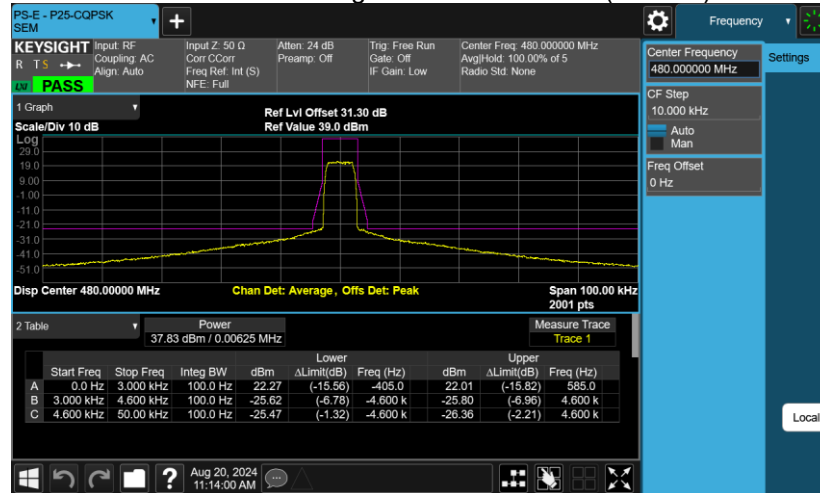 PS-E - P25-CQPSK
SEM
Frequency
KEYSIGHT
R T S
LXI PASS
Input: RF
Coupling: AC
Align: Auto
Input Z: 50 Ω
Corr CCorr
Freq Ref: Int (S)
NFE: Full
Atten: 24 dB
Preamp: Off
Trig: Free Run
Gate: Off
IF Gain: Low
Center Freq: 480.000000 MHz
Avg|Hold: 100.00% of 5
Radio Std: None
Center Frequency
480.000000 MHz
Settings
CF Step
10.000 kHz
Auto
Man
Freq Offset
0 Hz
Local
1 Graph
Scale/Div 10 dB
Ref Lvl Offset 31.30 dB
Ref Value 39.0 dBm
Log
29.0
19.0
9.00
-1.00
-11.0
-21.0
-31.0
-41.0
-51.0
Disp Center 480.00000 MHz
Chan Det: Average, Offs Det: Peak
Span 100.00 kHz
2001 pts
2 Table
Power
37.83 dBm / 0.00625 MHz
Measure Trace
Trace 1
Lower Upper
Start Freq Stop Freq Integ BW dBm ΔLimit(dB) Freq (Hz) dBm ΔLimit(dB) Freq (Hz)
A 0.0 Hz 3.000 kHz 100.0 Hz 22.27 (-15.56) -405.0 22.01 (-15.82) 585.0
B 3.000 kHz 4.600 kHz 100.0 Hz -25.62 (-6.78) -4.600 k -25.80 (-6.96) 4.600 k
C 4.600 kHz 50.00 kHz 100.0 Hz -25.47 (-1.32) -4.600 k -26.36 (-2.21) 4.600 k
?
Aug 20, 2024
11:14:00 AM